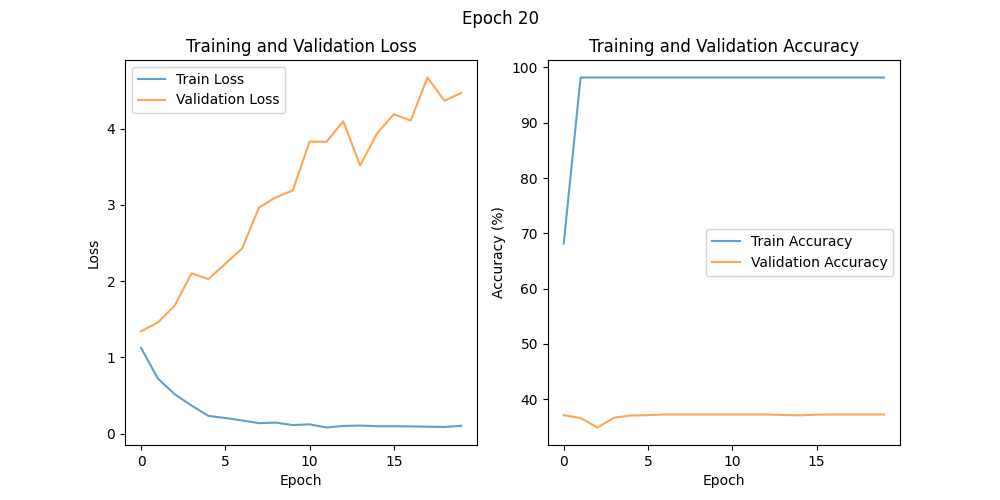 Epoch 20
Training and Validation Loss
Train Loss
Validation Loss
4
3
2
1
0
Loss
0
5
10
15
Epoch
Training and Validation Accuracy
100
90
80
70
60
50
40
Accuracy (%)
Train Accuracy
Validation Accuracy
0
5
10
15
Epoch